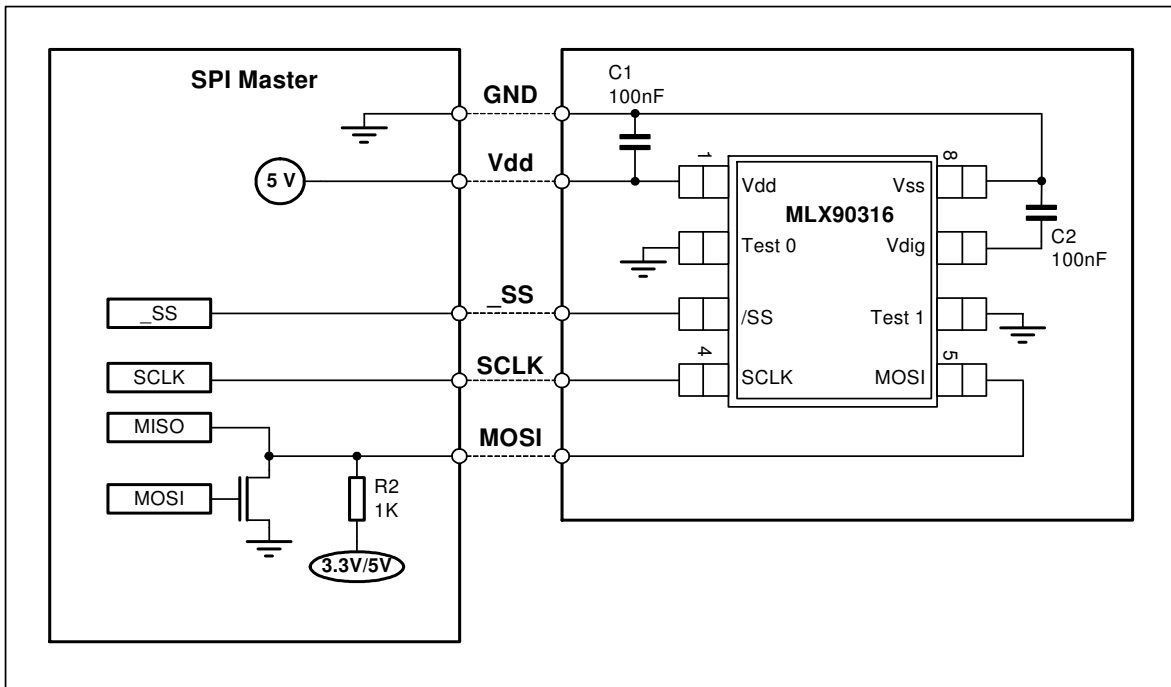 SPI Master
GND
C1
100nF
Vdd
5 V
1
8
Vdd
Vss
MLX90316
Test 0
Vdig
C2
100nF
_SS
_SS
/SS
Test 1
SCLK
SCLK
4
5
SCLK
MOSI
MISO
MOSI
MOSI
R2
1K
3.3V/5V